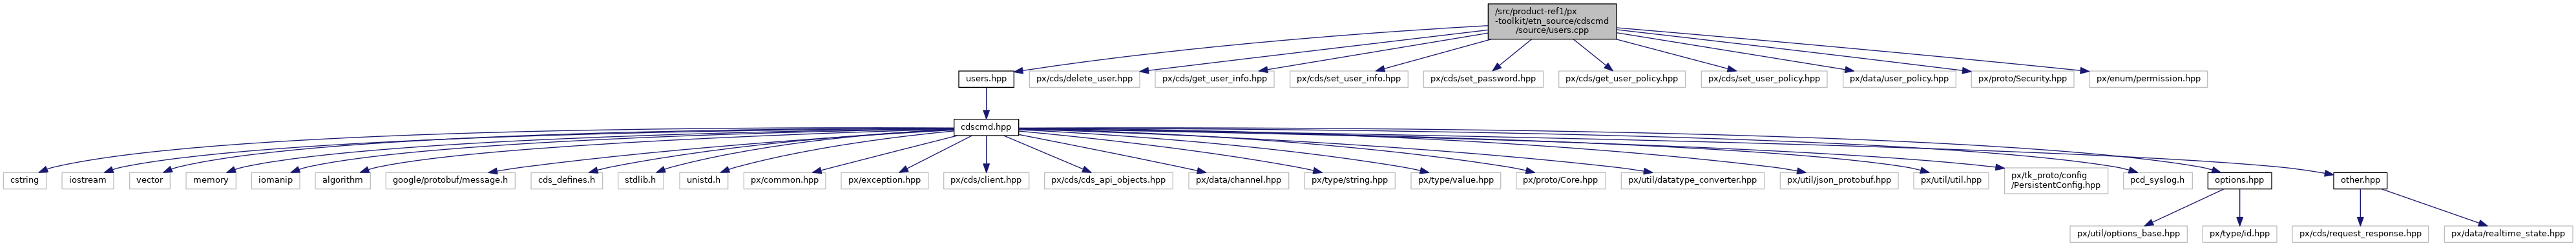 /src/product-ref1/px
-toolkit/etn_source/cdscmd
/source/users.cpp
users.hpp
px/cds/delete_user.hpp
px/cds/get_user_info.hpp
px/cds/set_user_info.hpp
px/cds/set_password.hpp
px/cds/get_user_policy.hpp
px/cds/set_user_policy.hpp
px/data/user_policy.hpp
px/proto/Security.hpp
px/enum/permission.hpp
cdscmd.hpp
cstring
iostream
vector
memory
iomanip
algorithm
google/protobuf/message.h
cds_defines.h
stdlib.h
unistd.h
px/common.hpp
px/exception.hpp
px/cds/client.hpp
px/cds/cds_api_objects.hpp
px/data/channel.hpp
px/type/string.hpp
px/type/value.hpp
px/proto/Core.hpp
px/util/datatype_converter.hpp
px/util/json_protobuf.hpp
px/util/util.hpp
px/tk_proto/config
/PersistentConfig.hpp
pcd_syslog.h
options.hpp
other.hpp
px/util/options_base.hpp
px/type/id.hpp
px/cds/request_response.hpp
px/data/realtime_state.hpp